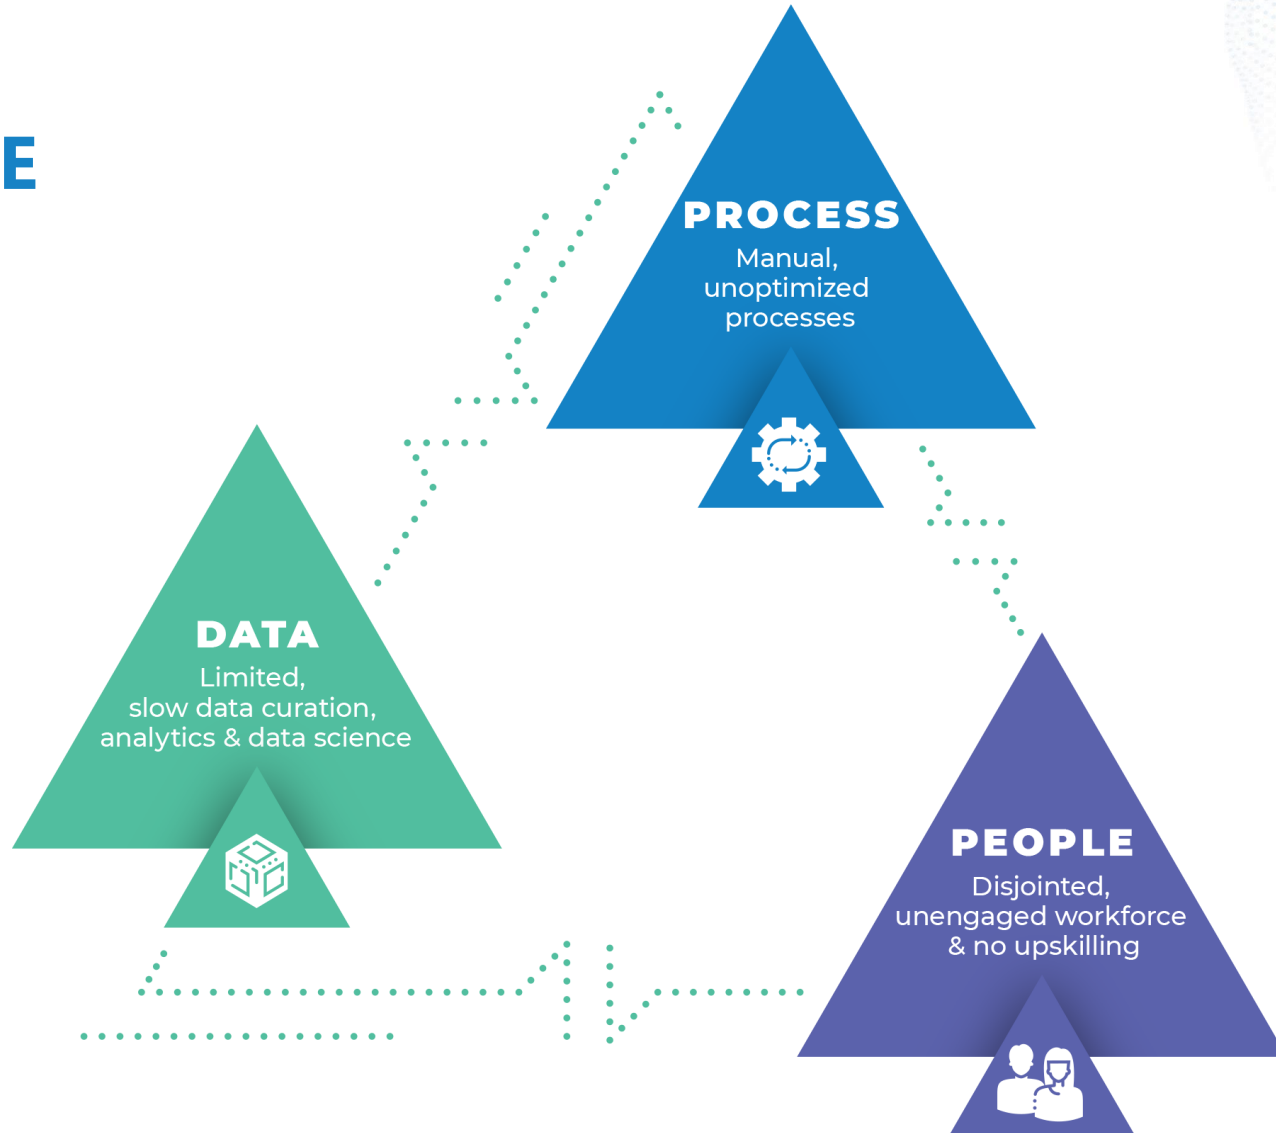 E
PROCESS
Manual,
unoptimized
processes
DATA
Limited,
slow data curation,
analytics & data science
PEOPLE
Disjointed,
unengaged workforce
& no upskilling